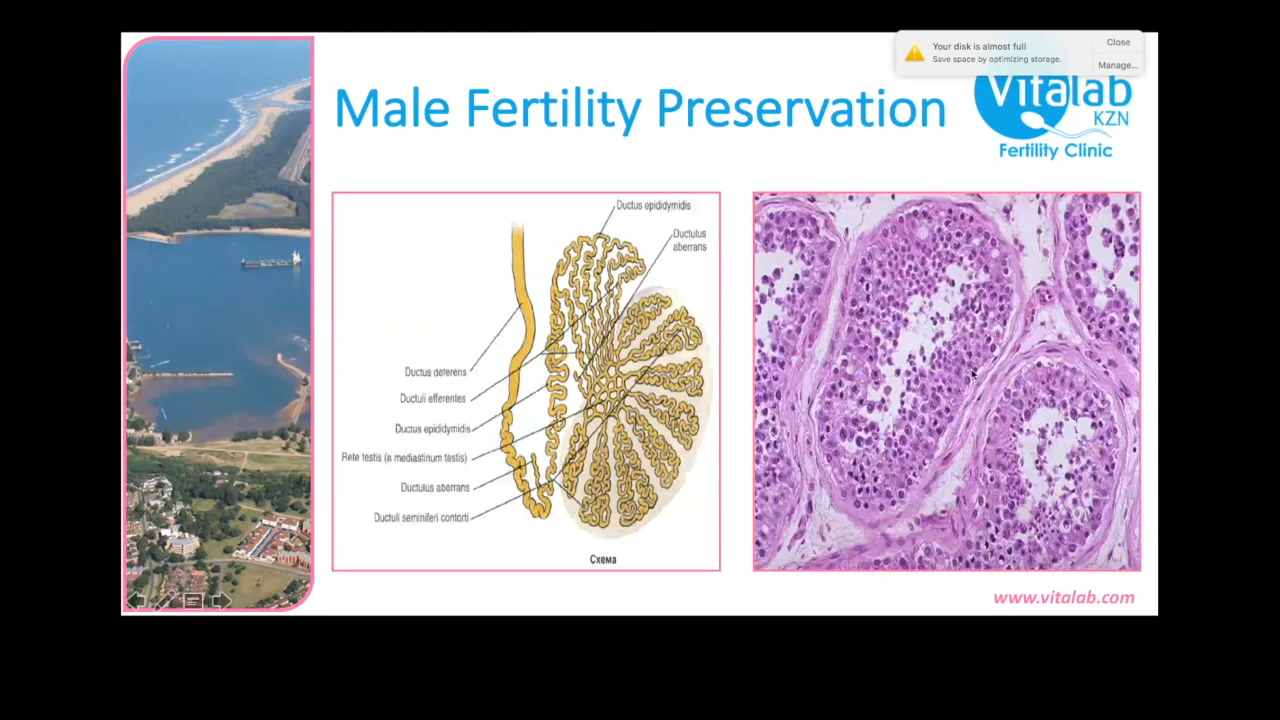 Your disk is almost full
Save space by optimizing storage.
Close
Manage...
Male Fertility Preservation
Vitalab
KZN
Fertility Clinic
Ductus epididymidis
Ductulus
aberrans
Ductus deferens
Ductuli efferentes
Ductus epididymidis
Rete testis (в mediastinum testis)
Ductulus aberrans
Ductuli seminiferi contorti
Схема
www.vitalab.com